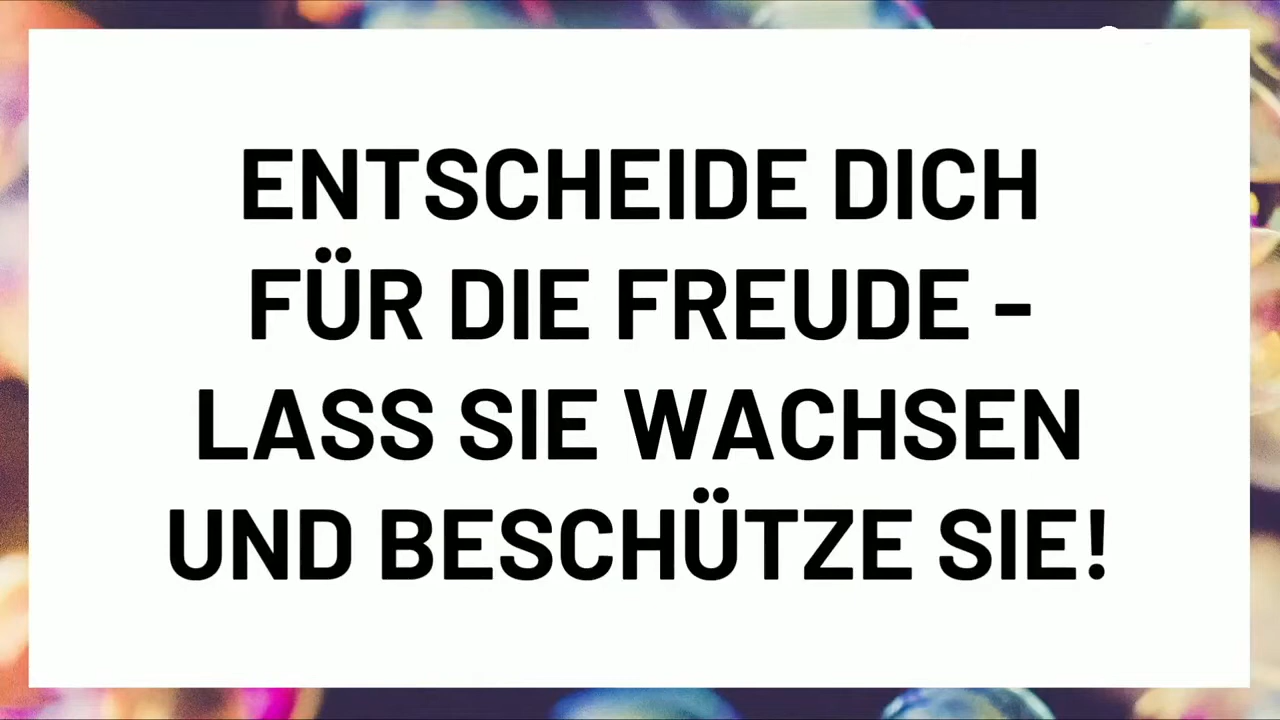 ENTSCHEIDE DICH
FÜR DIE FREUDE -
LASS SIE WACHSEN
UND BESCHÜTZE SIE!